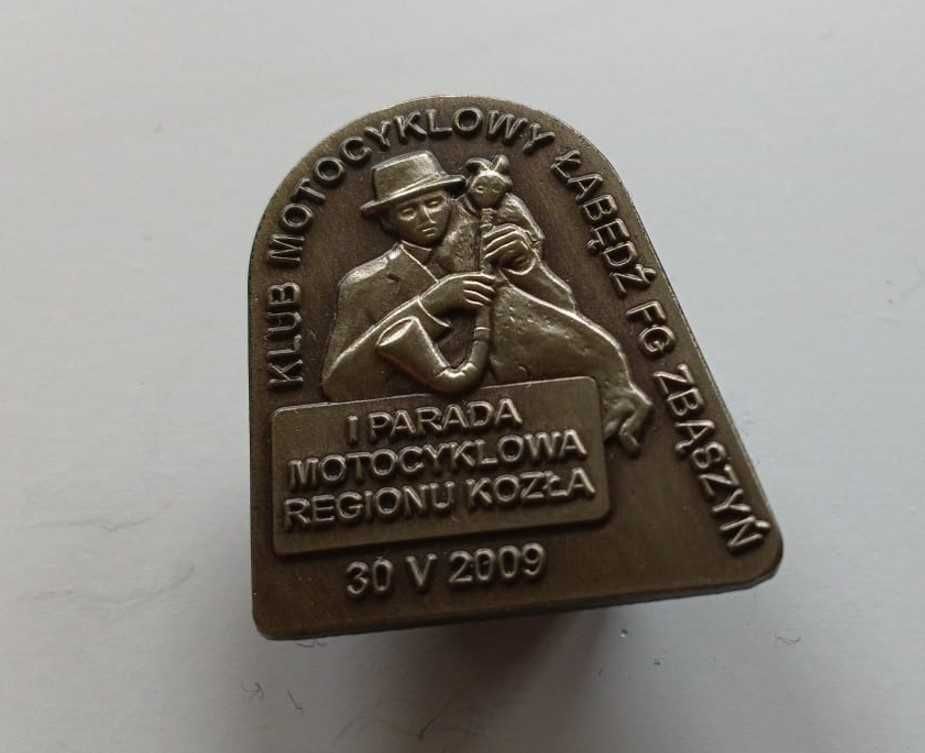 KLUB MOTOCYKLOWY ŁABĘDŹ FG ZBĄSZYŃ
I PARADA
MOTOCYKLOWA
REGIONU KOZŁA
30 V 2009